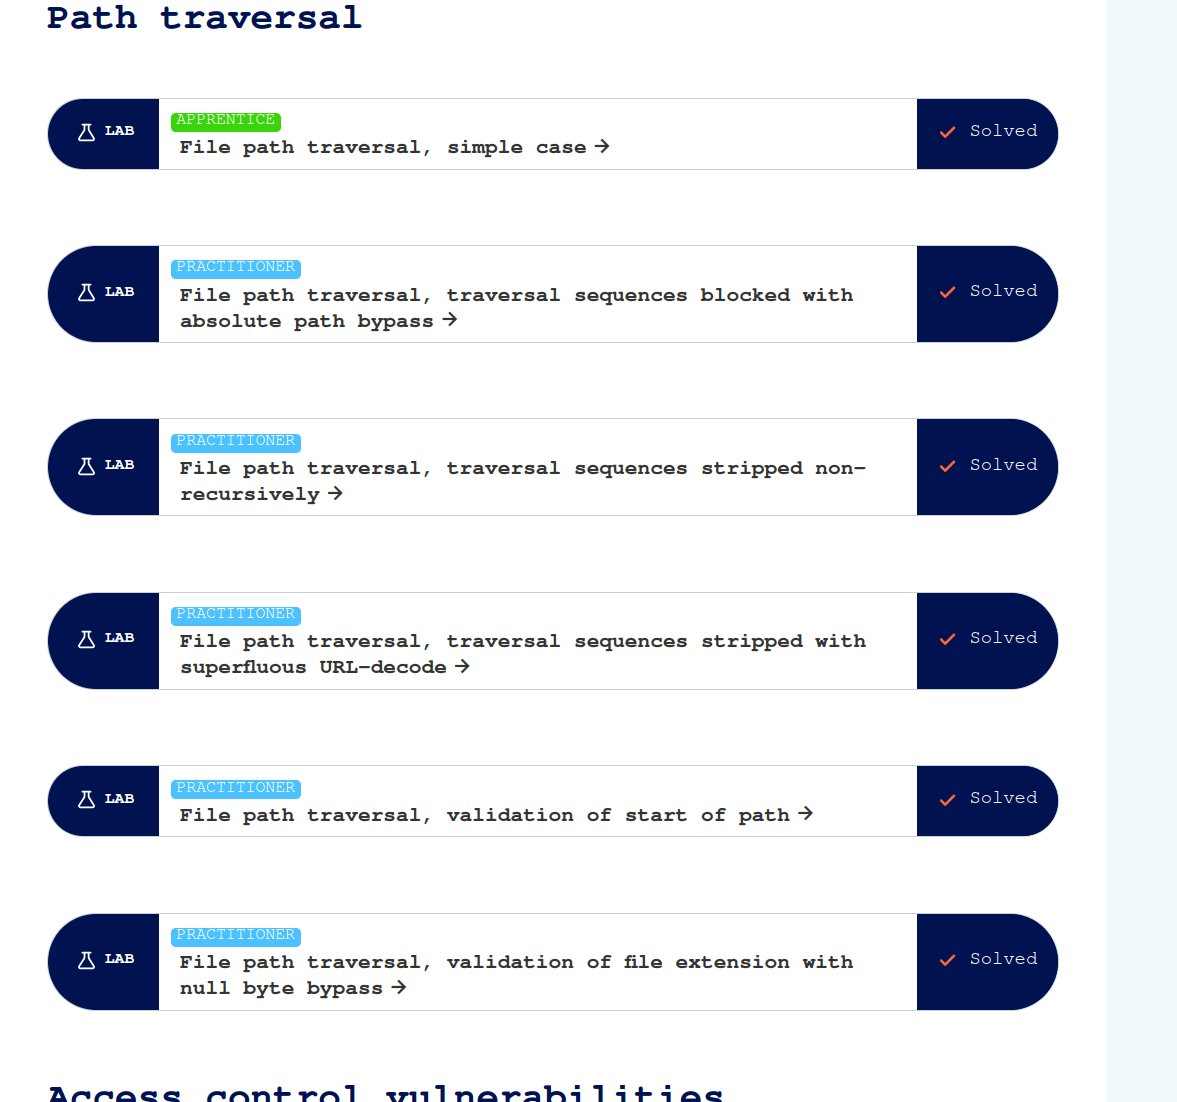 Path traversal
LAB
APPRENTICE
File path traversal, simple case →
Solved
LAB
PRACTITIONER
File path traversal, traversal sequences blocked with
absolute path bypass →
Solved
LAB
PRACTITIONER
File path traversal, traversal sequences stripped non-
recursively →
Solved
LAB
PRACTITIONER
File path traversal, traversal sequences stripped with
superfluous URL-decode →
Solved
LAB
PRACTITIONER
File path traversal, validation of start of path →
Solved
LAB
PRACTITIONER
File path traversal, validation of file extension with
null byte bypass →
Solved
Access control vulnerabilities